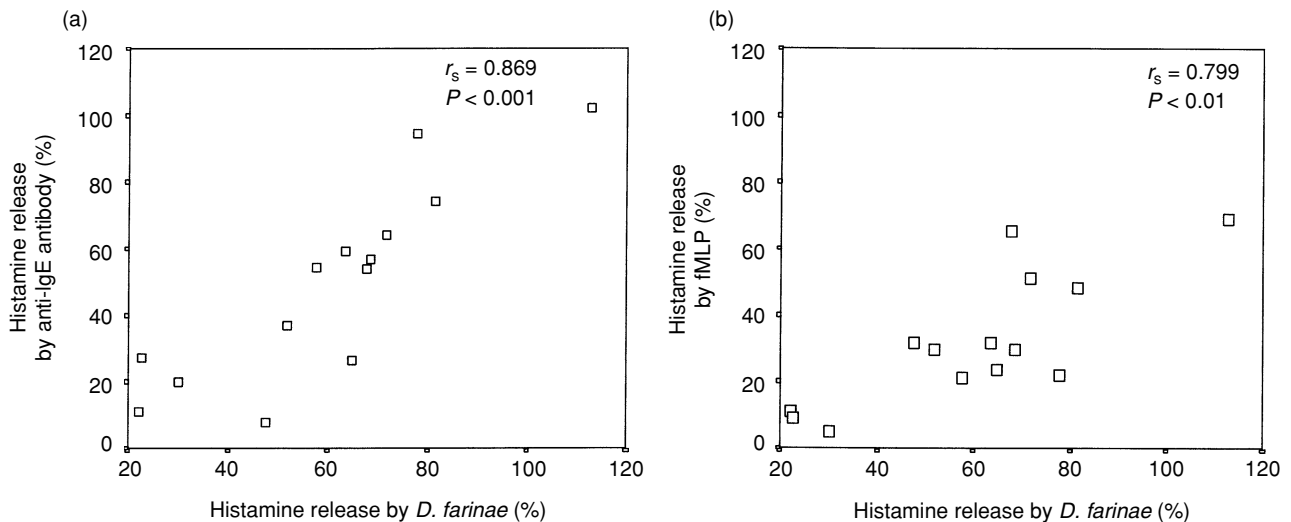 (a)
120
100
80
60
40
20
0
20 40 60 80 100 120
Histamine release
by anti-IgE antibody (%)
Histamine release by D. farinae (%)
rs = 0.869
P < 0.001
(b)
120
100
80
60
40
20
0
20 40 60 80 100 120
Histamine release
by fMLP (%)
Histamine release by D. farinae (%)
rs = 0.799
P < 0.01